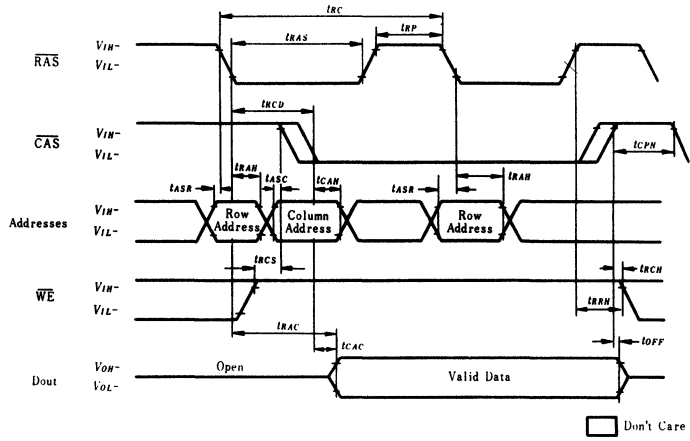 tRC
tRAS
tRP
RAS
VIH-
VIL-
tRCD
CAS
VIH-
VIL-
tCPN
tRAH
tASC
tCAH
tASR
tASR
tRAH
Addresses
VIH-
VIL-
Row
Address
Column
Address
Row
Address
tRCS
tRCH
WE
VIH-
VIL-
tRRH
tRAC
tCAC
tOFF
Dout
VOH-
VOL-
Open
Valid Data
Don't Care